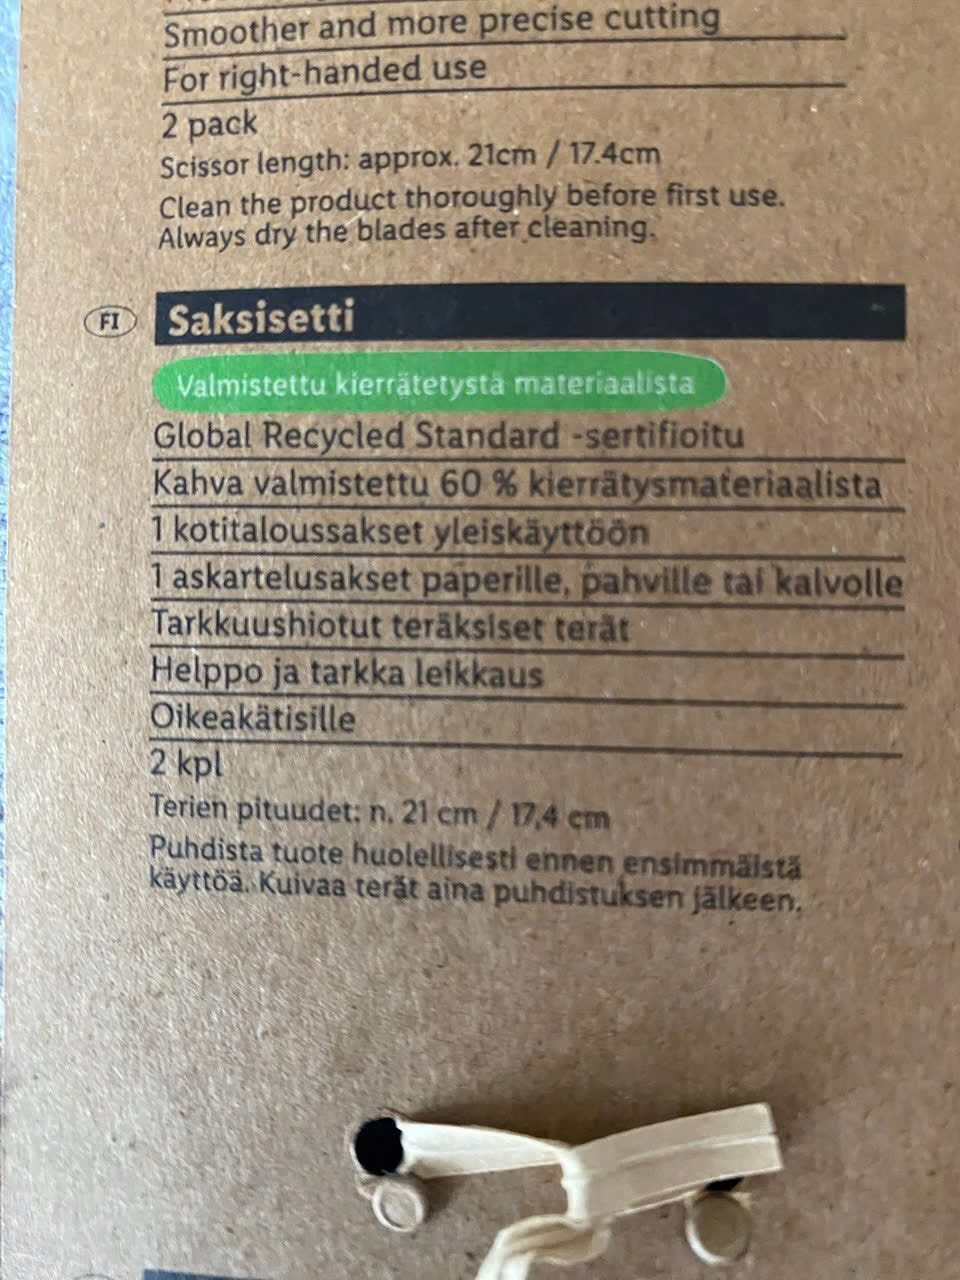 Smoother and more precise cutting
For right-handed use
2 pack
Scissor length: approx. 21cm / 17.4cm
Clean the product thoroughly before first use.
Always dry the blades after cleaning.
FI
Saksisetti
Valmistettu kierrätetystä materiaalista
Global Recycled Standard -sertifioitu
Kahva valmistettu 60 % kierrätysmateriaalista
1 kotitaloussakset yleiskäyttöön
1 askartelusakset paperille, pahville tai kalvolle
Tarkkuushiotut teräksiset terät
Helppo ja tarkka leikkaus
Oikeakätisille
2 kpl
Terien pituudet: n. 21 cm / 17,4 cm
Puhdista tuote huolellisesti ennen ensimmäistä
käyttöä. Kuivaa terät aina puhdistuksen jälkeen.